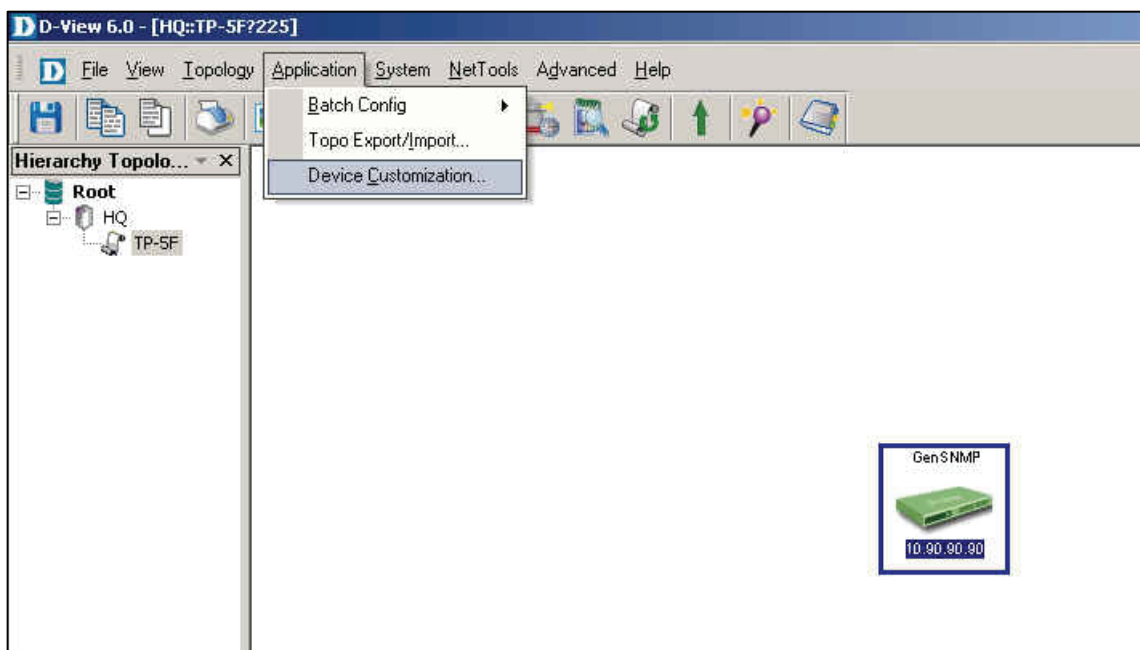 D-View 6.0 - [HQ::TP-5F?225]
File View Topology Application System NetTools Advanced Help
Batch Config
Topo Export/Import...
Device Customization...
Hierarchy Topolo...
Root
HQ
TP-5F
GenSNMP
10.90.90.90